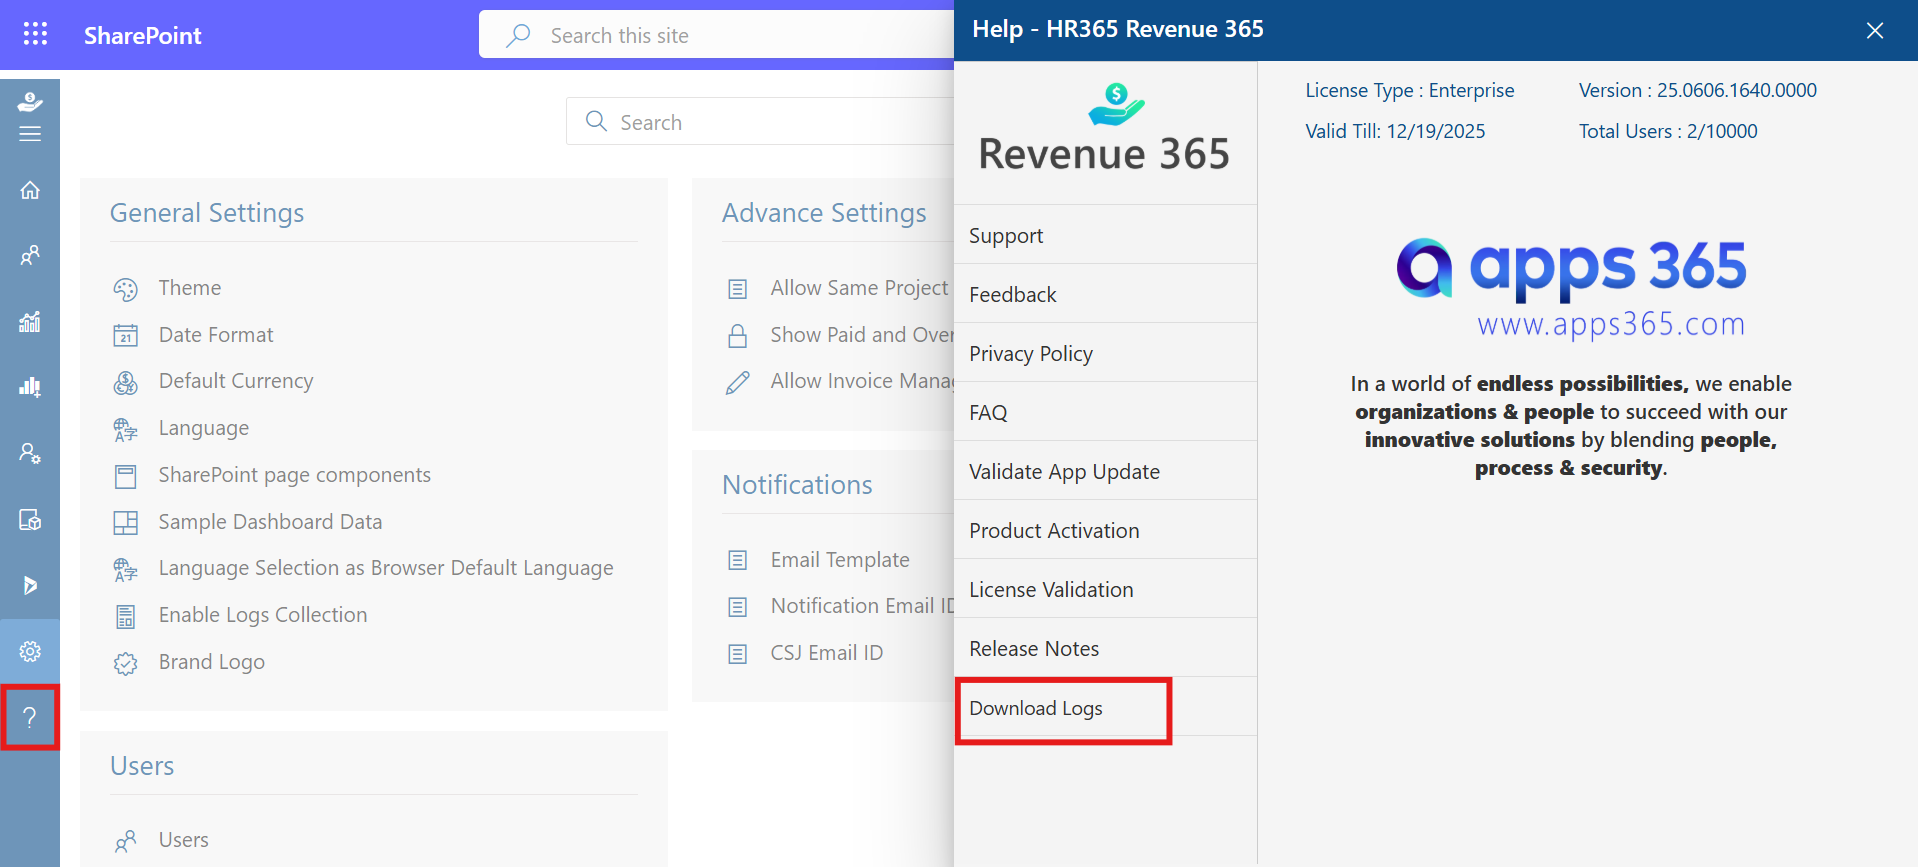 SharePoint
Search this site
Search
General Settings
Theme
21
Date Format
Default Currency
Language
SharePoint page components
Sample Dashboard Data
Language Selection as Browser Default Language
Enable Logs Collection
Brand Logo
Users
Users
Advance Settings
Allow Same Project
Show Paid and Over
Allow Invoice Mana
Notifications
Email Template
Notification Email ID
CSJ Email ID
Help - HR365 Revenue 365
Revenue 365
Support
Feedback
Privacy Policy
FAQ
Validate App Update
Product Activation
License Validation
Release Notes
Download Logs
License Type : Enterprise
Version : 25.0606.1640.0000
Valid Till: 12/19/2025
Total Users : 2/10000
apps 365
www.apps365.com
In a world of endless possibilities, we enable
organizations & people to succeed with our
innovative solutions by blending people,
process & security.